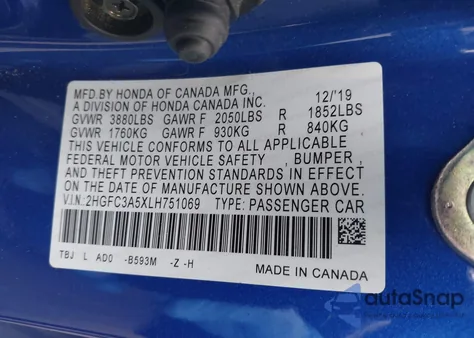 MFD.BY HONDA OF CANADA MFG., 12/'19
A DIVISION OF HONDA CANADA INC.
GVWR 3880LBS GAWR F 2050LBS R 1852LBS
GVWR 1760KG GAWR F 930KG R 840KG
THIS VEHICLE CONFORMS TO ALL APPLICABLE
FEDERAL MOTOR VEHICLE SAFETY , BUMPER ,
AND THEFT PREVENTION STANDARDS IN EFFECT
ON THE DATE OF MANUFACTURE SHOWN ABOVE.
V.I.N.: 2HGFC3A5XLH751069 TYPE: PASSENGER CAR
TBJ L AD0 -B593M -Z -H
MADE IN CANADA
autoSnap